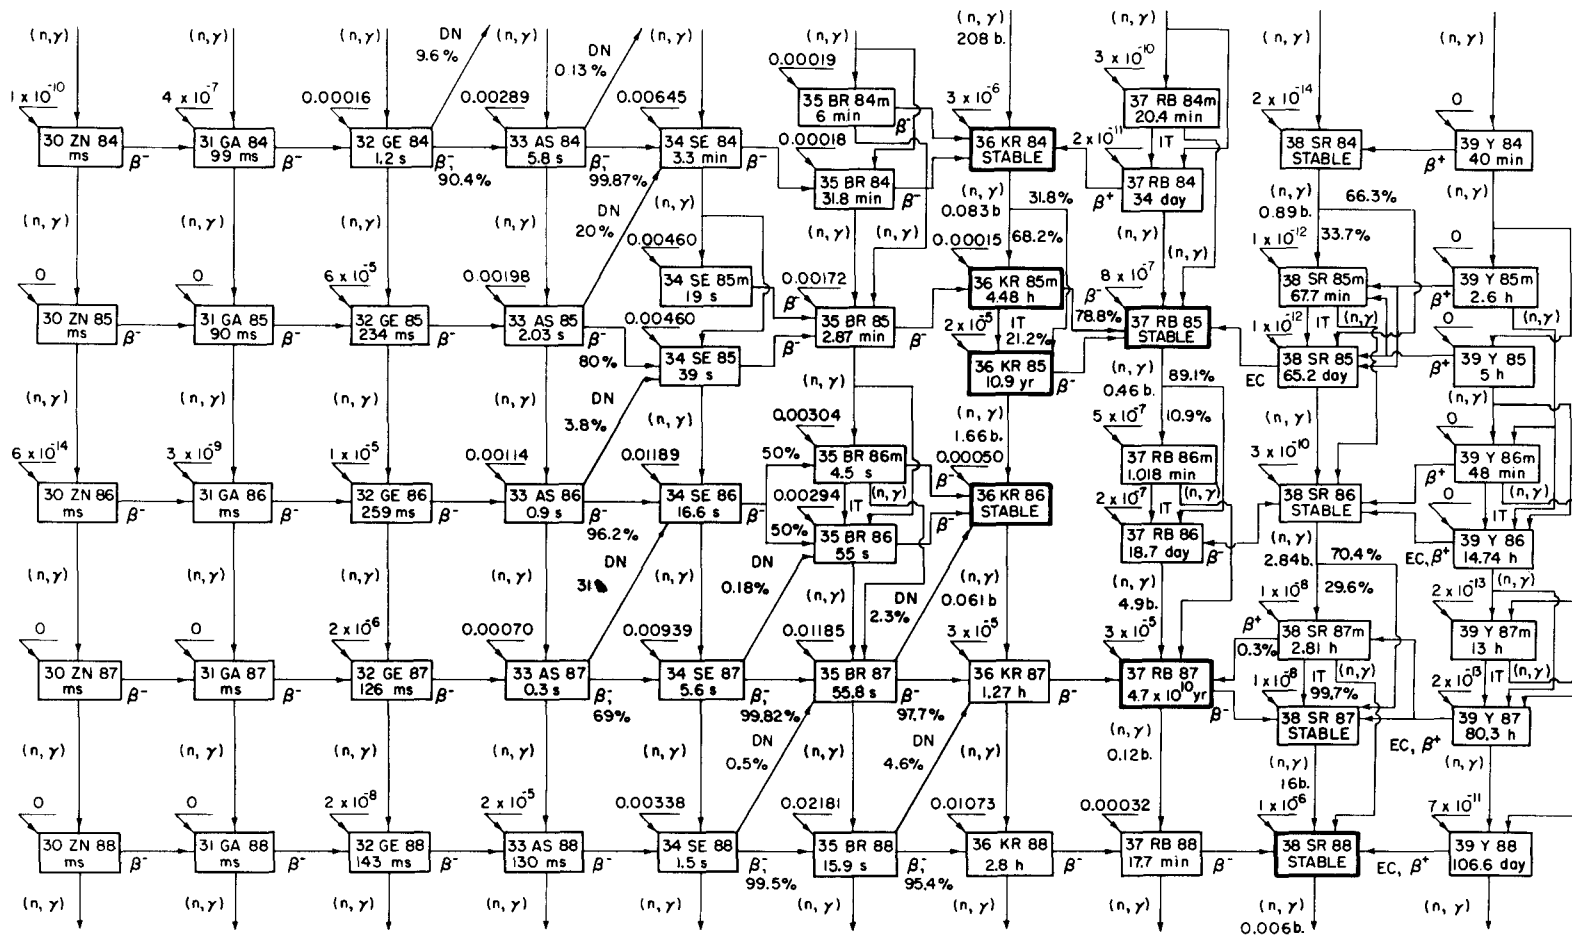 (n, γ) (n, γ) (n, γ) DN 9.6 % (n, γ) DN 0.13 % (n, γ) (n, γ) (n, γ) 208 b. (n, γ) (n, γ) (n, γ)
1 x 10⁻¹⁰ 4 x 10⁻⁷ 0.00016 0.00289 0.00645 0.00019 3 x 10⁻⁶ 3 x 10⁻¹⁰ 2 x 10⁻¹⁴ 0
35 BR 84m
6 min
β⁻
0.00018
37 RB 84m
20.4 min
IT
2 x 10⁻¹¹
30 ZN 84
ms
β⁻
31 GA 84
99 ms
β⁻
32 GE 84
1.2 s
β⁻,
90.4%
33 AS 84
5.8 s
β⁻,
99.87%
34 SE 84
3.3 min
β⁻
35 BR 84
31.8 min
β⁻
36 KR 84
STABLE
37 RB 84
34 day
β⁺
38 SR 84
STABLE
39 Y 84
40 min
β⁺
(n, γ) (n, γ) (n, γ) (n, γ) DN 20% (n, γ) (n, γ) (n, γ) (n, γ) 0.083 b 31.8% 68.2% (n, γ) (n, γ) (n, γ) 0.89 b. 66.3% 33.7% (n, γ)
0 0 6 x 10⁻⁵ 0.00198 0.00460 0.00172 0.00015 8 x 10⁻⁷ 1 x 10⁻¹² 0
34 SE 85m
19 s
β⁻
36 KR 85m
4.48 h
IT
21.2%
β⁻
78.8%
38 SR 85m
67.7 min
IT
(n, γ)
39 Y 85m
2.6 h
β⁺
(n, γ)
0.00460 2 x 10⁻⁵ 1 x 10⁻¹² 0
30 ZN 85
ms
β⁻
31 GA 85
90 ms
β⁻
32 GE 85
234 ms
β⁻
33 AS 85
2.03 s
β⁻
80%
34 SE 85
39 s
β⁻
35 BR 85
2.87 min
β⁻
36 KR 85
10.9 yr
β⁻
37 RB 85
STABLE
38 SR 85
65.2 day
EC
39 Y 85
5 h
β⁺
(n, γ) (n, γ) (n, γ) (n, γ) DN 3.8% (n, γ) (n, γ) (n, γ) 1.66 b. (n, γ) 0.46 b. 89.1% 10.9% (n, γ) (n, γ)
6 x 10⁻¹⁴ 3 x 10⁻⁹ 1 x 10⁻⁵ 0.00114 0.01189 0.00304 0.00050 5 x 10⁻⁷ 3 x 10⁻¹⁰ 0
50%
35 BR 86m
4.5 s
IT
(n, γ)
37 RB 86m
1.018 min
IT
(n, γ)
39 Y 86m
48 min
β⁺
IT
(n, γ)
0.00294 2 x 10⁻⁷ 0
30 ZN 86
ms
β⁻
31 GA 86
ms
β⁻
32 GE 86
259 ms
β⁻
33 AS 86
0.9 s
β⁻
96.2%
34 SE 86
16.6 s
β⁻
50%
35 BR 86
55 s
β⁻
β⁻
36 KR 86
STABLE
37 RB 86
18.7 day
β⁻
38 SR 86
STABLE
39 Y 86
14.74 h
EC, β⁺
(n, γ) (n, γ) (n, γ) (n, γ) DN 31 (n, γ) DN 0.18% (n, γ) DN 2.3% (n, γ) 0.061 b (n, γ) 4.9 b. (n, γ) 2.84 b. 70.4% 29.6% (n, γ)
0 0 2 x 10⁻⁶ 0.00070 0.00939 0.01185 3 x 10⁻⁵ 3 x 10⁻⁵ 1 x 10⁻⁸ 2 x 10⁻¹³
β⁺
0.3%
38 SR 87m
2.81 h
IT
99.7%
(n, γ)
39 Y 87m
13 h
IT
(n, γ)
1 x 10⁻⁸ 2 x 10⁻¹³
30 ZN 87
ms
β⁻
31 GA 87
ms
β⁻
32 GE 87
126 ms
β⁻
33 AS 87
0.3 s
β⁻,
69%
34 SE 87
5.6 s
β⁻,
99.82%
35 BR 87
55.8 s
β⁻
97.7%
36 KR 87
1.27 h
β⁻
37 RB 87
4.7 x 10¹⁰ yr
β⁻
38 SR 87
STABLE
39 Y 87
80.3 h
EC, β⁺
(n, γ) (n, γ) (n, γ) (n, γ) (n, γ) DN 0.5% (n, γ) DN 4.6% (n, γ) (n, γ) 0.12 b. (n, γ) 16 b. (n, γ)
0 0 2 x 10⁻⁸ 2 x 10⁻⁵ 0.00338 0.02181 0.01073 0.00032 1 x 10⁻⁶ 7 x 10⁻¹¹
30 ZN 88
ms
β⁻
31 GA 88
ms
β⁻
32 GE 88
143 ms
β⁻
33 AS 88
130 ms
β⁻
34 SE 88
1.5 s
β⁻,
99.5%
35 BR 88
15.9 s
β⁻,
95.4%
36 KR 88
2.8 h
β⁻
37 RB 88
17.7 min
β⁻
38 SR 88
STABLE
39 Y 88
106.6 day
EC, β⁺
(n, γ) (n, γ) (n, γ) (n, γ) (n, γ) (n, γ) (n, γ) (n, γ) (n, γ) 0.006 b. (n, γ)